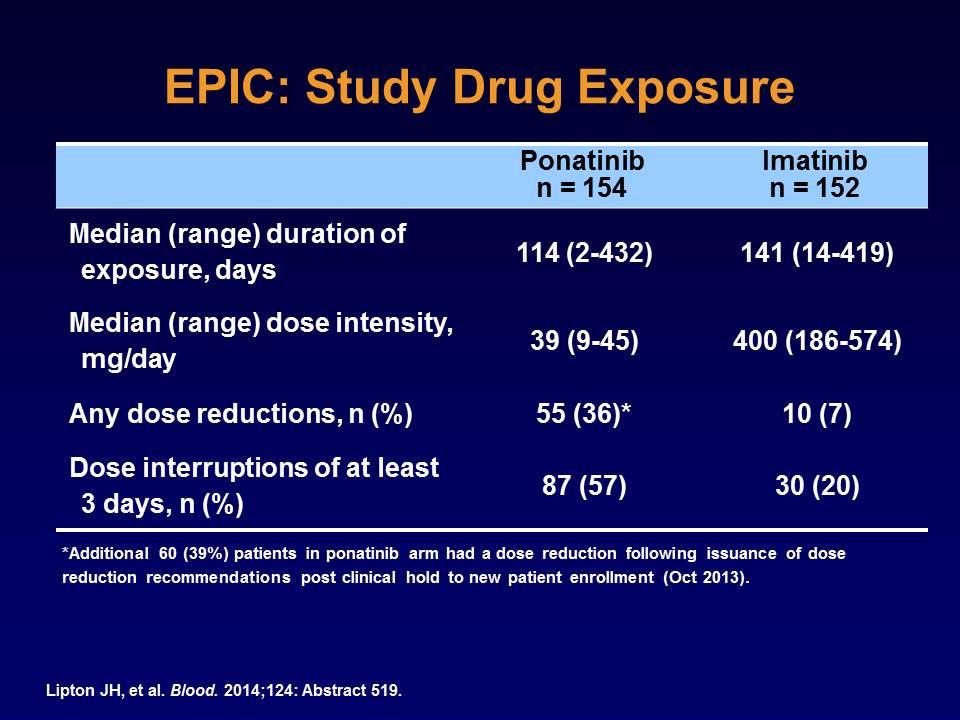 EPIC: Study Drug Exposure
Ponatinib Imatinib
n = 154 n = 152
Median (range) duration of
exposure, days
114 (2-432) 141 (14-419)
Median (range) dose intensity,
mg/day
39 (9-45) 400 (186-574)
Any dose reductions, n (%) 55 (36)* 10 (7)
Dose interruptions of at least
3 days, n (%)
87 (57) 30 (20)
*Additional 60 (39%) patients in ponatinib arm had a dose reduction following issuance of dose
reduction recommendations post clinical hold to new patient enrollment (Oct 2013).
Lipton JH, et al. Blood. 2014;124: Abstract 519.